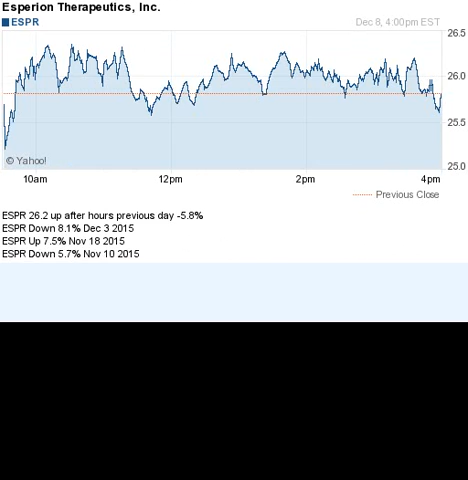 Esperion Therapeutics, Inc.
ESPR Dec 8, 4:00pm EST
26.5
26.0
25.5
25.0
© Yahoo!
10am 12pm 2pm 4pm
Previous Close
ESPR 26.2 up after hours previous day -5.8%
ESPR Down 8.1% Dec 3 2015
ESPR Up 7.5% Nov 18 2015
ESPR Down 5.7% Nov 10 2015